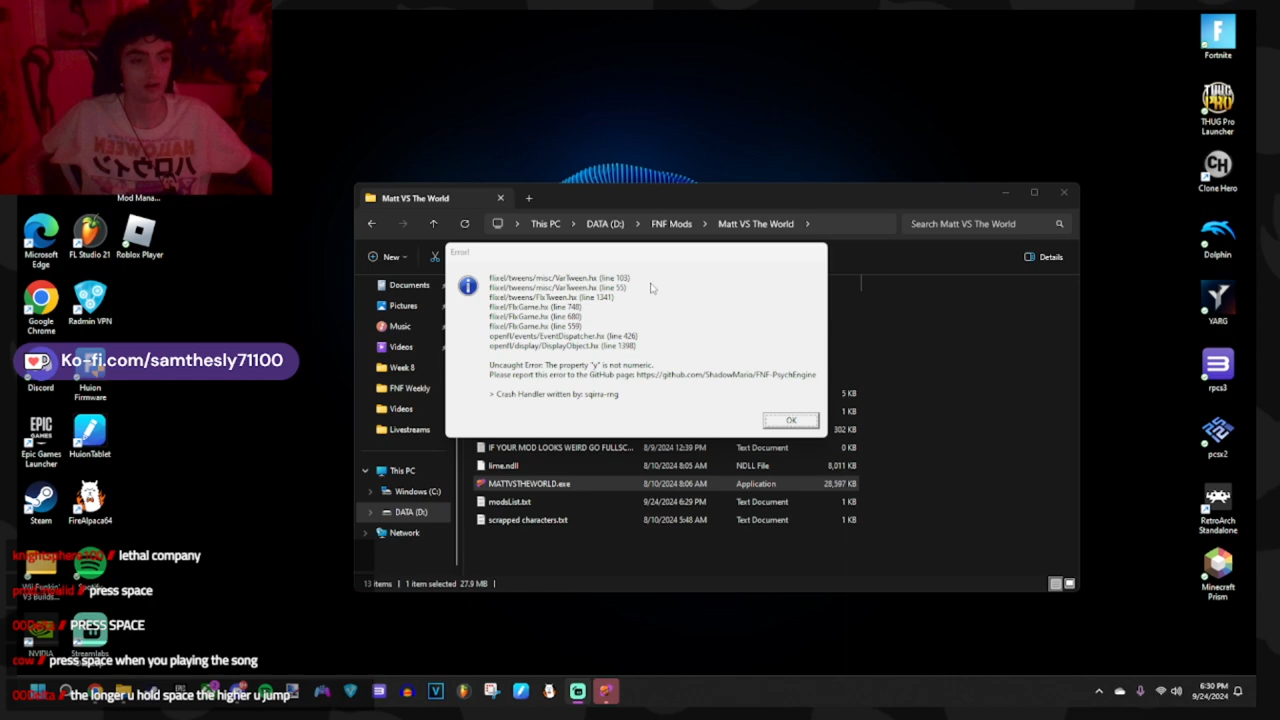 Fortnite
THUG Pro
Launcher
Clone Hero
Dolphin
YARG
rpcs3
pcsx2
RetroArch
Standalone
Minecraft
Prism
HALLOWEEN
ハロウィン
Mod Mana...
Microsoft
Edge
FL Studio 21
Roblox Player
Google
Chrome
Radmin VPN
Ko-fi.com/samthesly71100
Discord
Huion
Firmware
EPIC
GAMES
Epic Games
Launcher
HuionTablet
Steam
FireAlpaca64
NVIDIA
Streamlabs
Matt VS The World
This PC
DATA (D:)
FNF Mods
Matt VS The World
Search Matt VS The World
New
Details
Documents
Pictures
Music
Videos
Week 8
FNF Weekly
Videos
Livestreams
This PC
Windows (C:)
DATA (D:)
Network
Error!
flixel/tweens/misc/VarTween.hx (line 103)
flixel/tweens/misc/VarTween.hx (line 55)
flixel/tweens/FlxTween.hx (line 1341)
flixel/FlxGame.hx (line 748)
flixel/FlxGame.hx (line 680)
flixel/FlxGame.hx (line 559)
openfl/events/EventDispatcher.hx (line 426)
openfl/display/DisplayObject.hx (line 1398)
Uncaught Error: The property "y" is not numeric.
Please report this error to the GitHub page: https://github.com/ShadowMario/FNF-PsychEngine
> Crash Handler written by: sqirra-rng
OK
5 KB
1 KB
302 KB
IF YOUR MOD LOOKS WEIRD GO FULLSC... 8/9/2024 12:39 PM Text Document 0 KB
lime.ndll 8/10/2024 8:05 AM NDLL File 8,011 KB
MATTVSTHEWORLD.exe 8/10/2024 8:06 AM Application 28,597 KB
modsList.txt 9/24/2024 6:29 PM Text Document 1 KB
scrapped characters.txt 8/10/2024 5:48 AM Text Document 1 KB
13 items 1 item selected 27.9 MB
// lethal company
// press space
// PRESS SPACE
cow // press space when you playing the song
// the longer u hold space the higher u jump
6:30 PM
9/24/2024